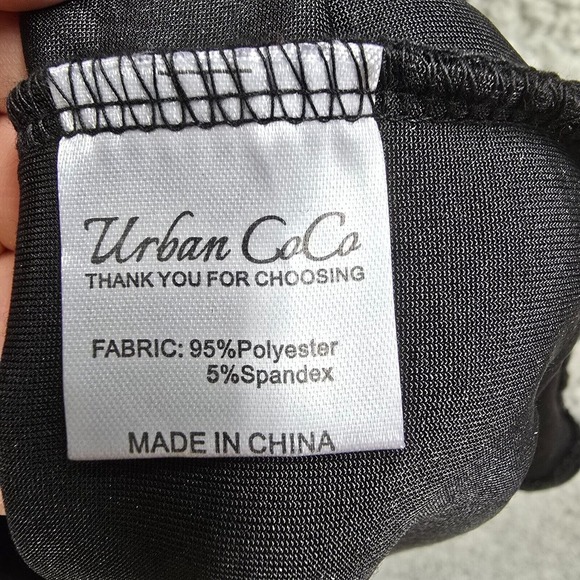 Urban CoCo
THANK YOU FOR CHOOSING
FABRIC: 95%Polyester
5%Spandex
MADE IN CHINA